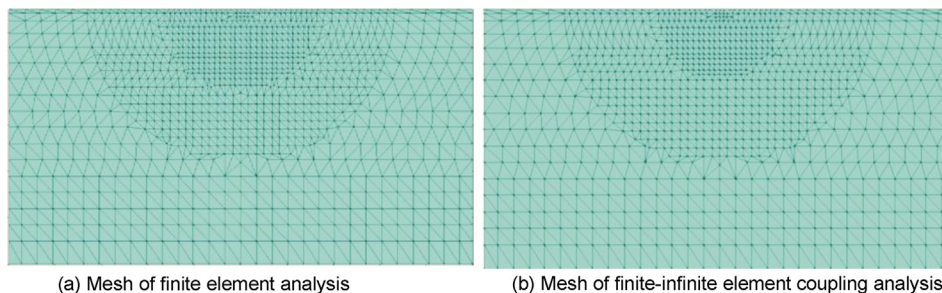 (a) Mesh of finite element analysis
(b) Mesh of finite-infinite element coupling analysis